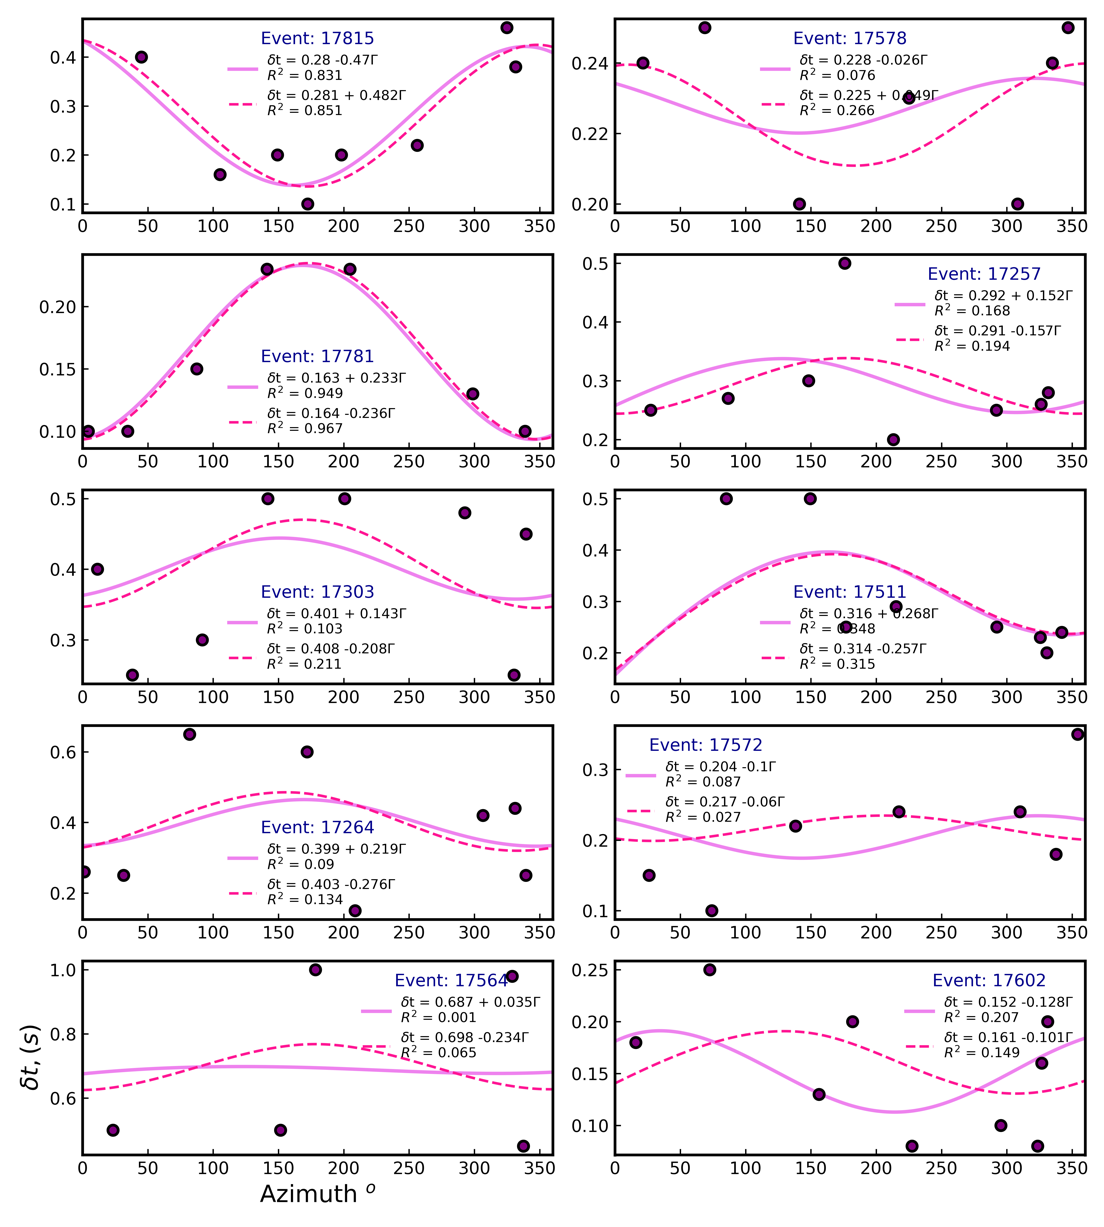 Event: 17815
δt = 0.28 -0.47Γ
R² = 0.831
δt = 0.281 + 0.482Γ
R² = 0.851
0.4
0.3
0.2
0.1
0 50 100 150 200 250 300 350
Event: 17578
δt = 0.228 -0.026Γ
R² = 0.076
δt = 0.225 + 0.049Γ
R² = 0.266
0.24
0.22
0.20
0 50 100 150 200 250 300 350
0.20
0.15
0.10
Event: 17781
δt = 0.163 + 0.233Γ
R² = 0.949
δt = 0.164 -0.236Γ
R² = 0.967
0 50 100 150 200 250 300 350
Event: 17257
δt = 0.292 + 0.152Γ
R² = 0.168
δt = 0.291 -0.157Γ
R² = 0.194
0.5
0.4
0.3
0.2
0 50 100 150 200 250 300 350
0.5
0.4
0.3
Event: 17303
δt = 0.401 + 0.143Γ
R² = 0.103
δt = 0.408 -0.208Γ
R² = 0.211
0 50 100 150 200 250 300 350
0.5
0.4
0.3
0.2
Event: 17511
δt = 0.316 + 0.268Γ
R² = 0.348
δt = 0.314 -0.257Γ
R² = 0.315
0 50 100 150 200 250 300 350
0.6
0.4
0.2
Event: 17264
δt = 0.399 + 0.219Γ
R² = 0.09
δt = 0.403 -0.276Γ
R² = 0.134
0 50 100 150 200 250 300 350
Event: 17572
δt = 0.204 -0.1Γ
R² = 0.087
δt = 0.217 -0.06Γ
R² = 0.027
0.3
0.2
0.1
0 50 100 150 200 250 300 350
Event: 17564
δt = 0.687 + 0.035Γ
R² = 0.001
δt = 0.698 -0.234Γ
R² = 0.065
1.0
0.8
0.6
δt, (s)
0 50 100 150 200 250 300 350
Azimuth °
Event: 17602
δt = 0.152 -0.128Γ
R² = 0.207
δt = 0.161 -0.101Γ
R² = 0.149
0.25
0.20
0.15
0.10
0 50 100 150 200 250 300 350